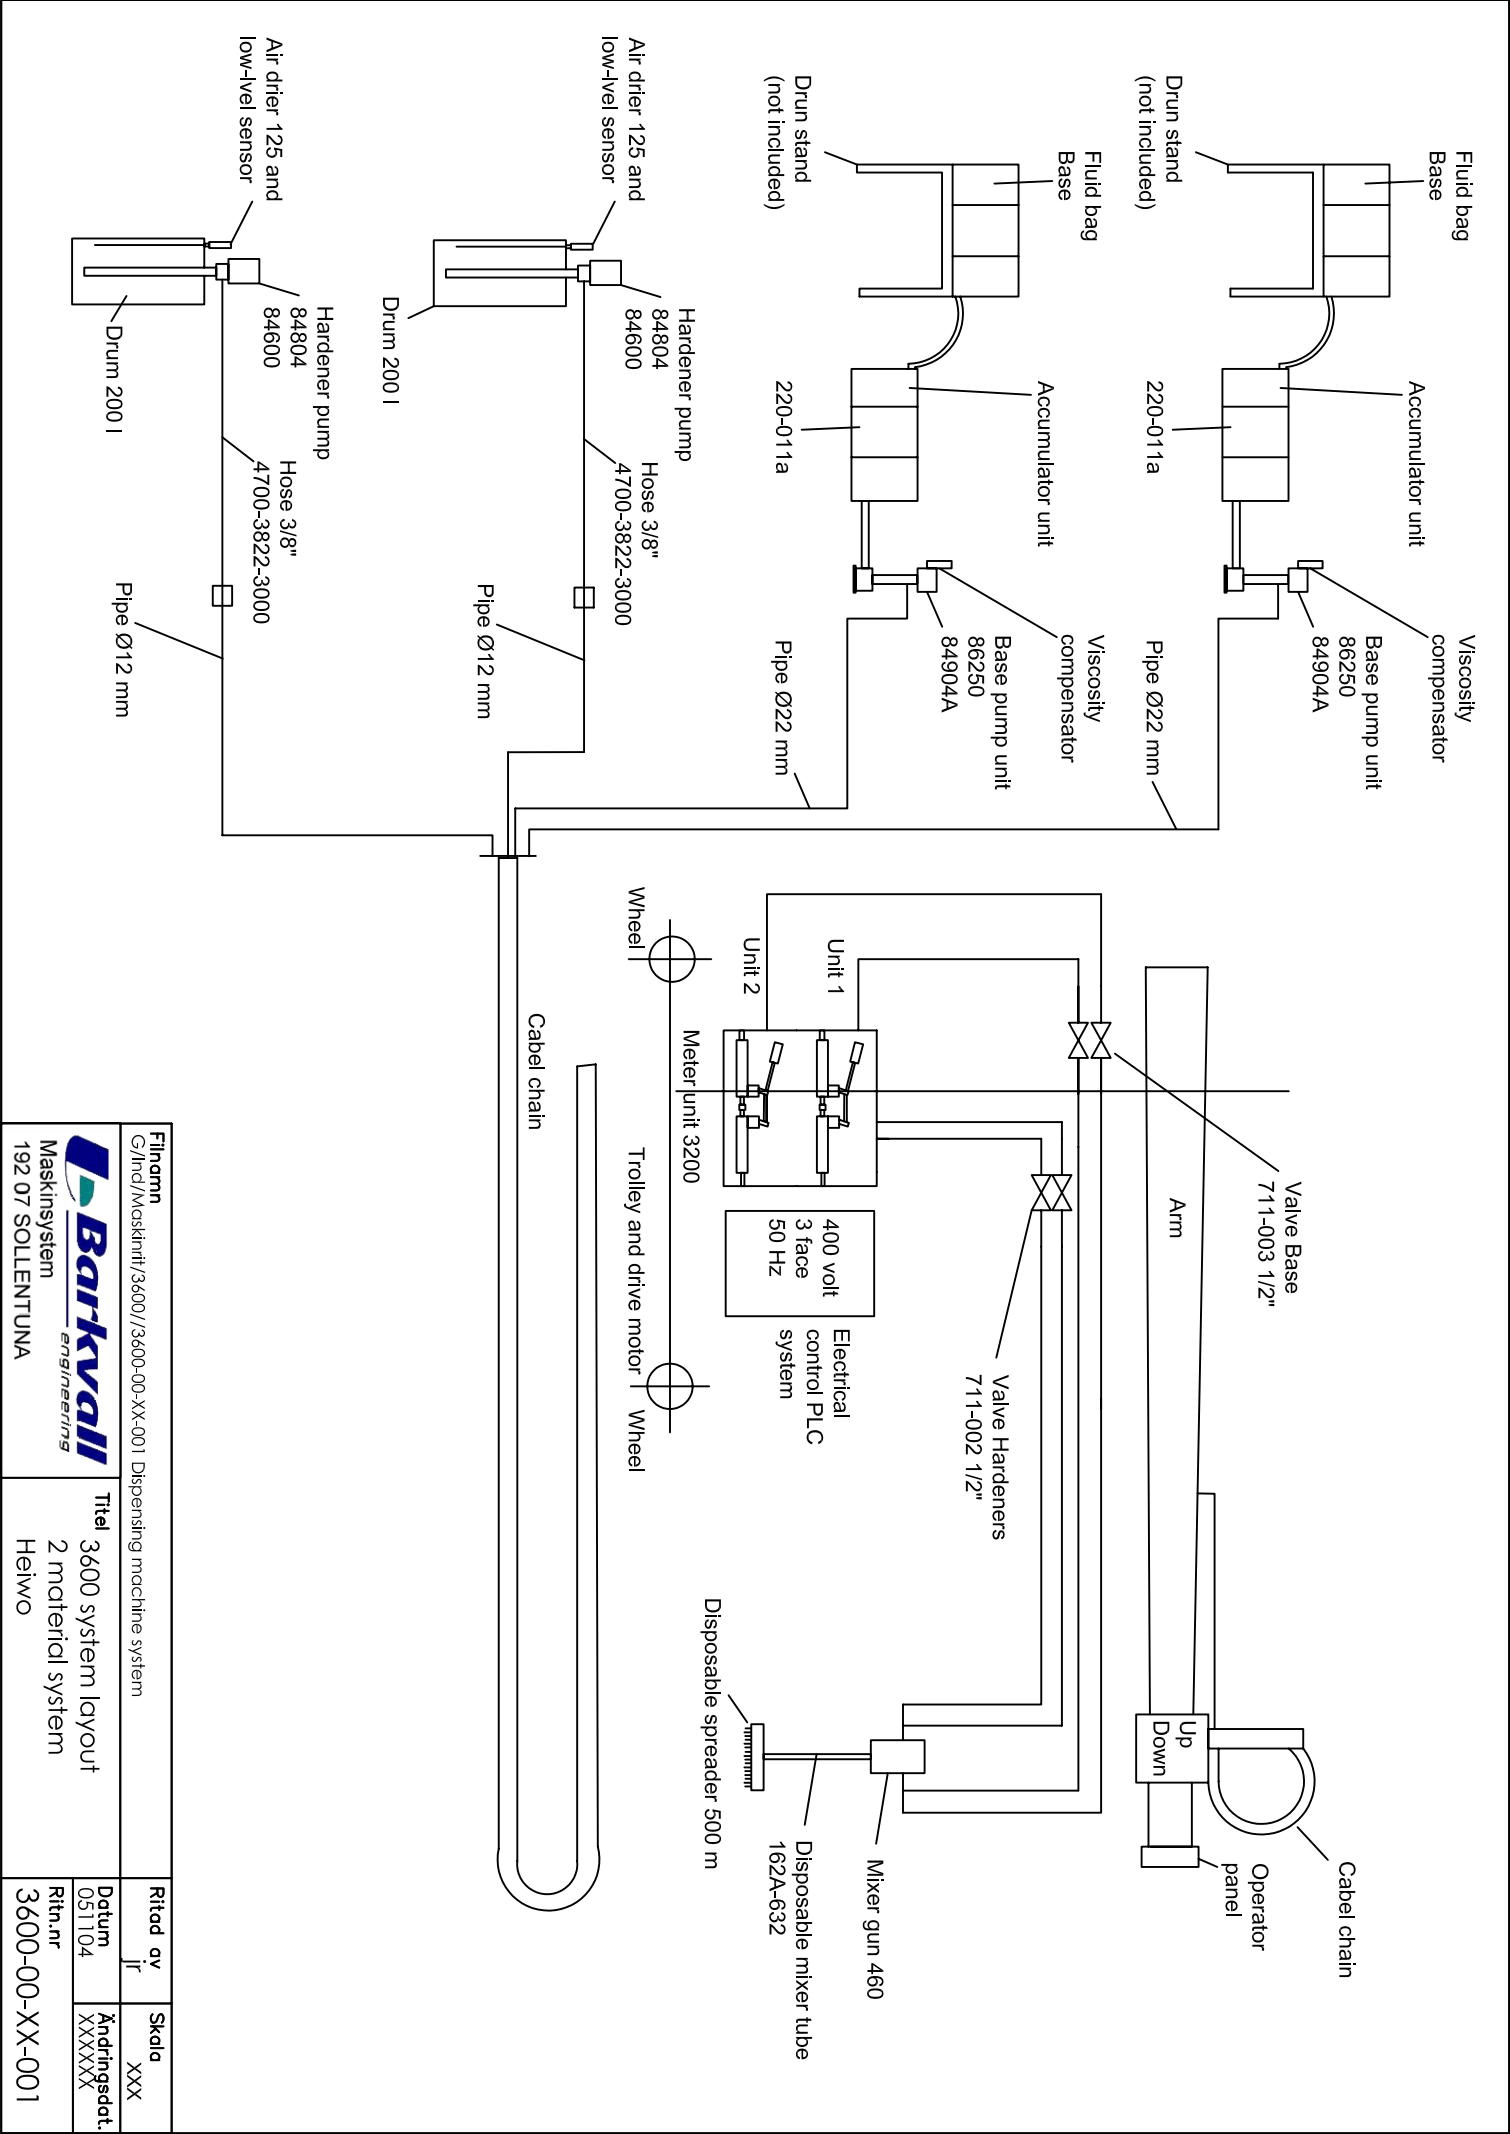 Fluid bag
Base
Drun stand
(not included)
Accumulator unit
220-011a
Viscosity
compensator
Base pump unit
86250
84904A
Pipe Ø22 mm
Fluid bag
Base
Drun stand
(not included)
Accumulator unit
220-011a
Viscosity
compensator
Base pump unit
86250
84904A
Pipe Ø22 mm
Air drier 125 and
low-lvel sensor
Hardener pump
84804
84600
Drum 200 l
Hose 3/8"
4700-3822-3000
Pipe Ø12 mm
Air drier 125 and
low-lvel sensor
Hardener pump
84804
84600
Drum 200 l
Hose 3/8"
4700-3822-3000
Pipe Ø12 mm
Valve Base
711-003 1/2"
Arm
Up
Down
Cabel chain
Operator
panel
Unit 1
Unit 2
Wheel
Meter unit 3200
Trolley and drive motor
Wheel
400 volt
3 face
50 Hz
Electrical
control PLC
system
Valve Hardeners
711-002 1/2"
Mixer gun 460
Disposable mixer tube
162A-632
Disposable spreader 500 m
Cabel chain
Filnamn
G/Ind/Maskinrit/3600//3600-00-XX-001 Dispensing machine system
Barkvall
engineering
Maskinsystem
192 07 SOLLENTUNA
Titel
3600 system layout
2 material system
Heiwo
Ritad av
jr
Skala
XXX
Datum
051104
Ändringsdat.
XXXXXX
Ritn.nr
3600-00-XX-001